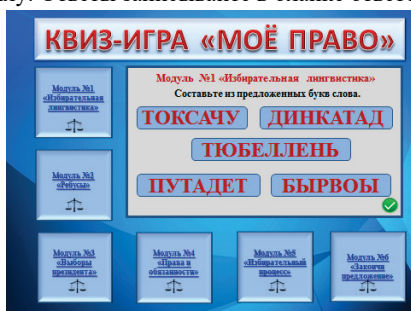 КВИЗ-ИГРА «МОЁ ПРАВО»
Модуль №1
«Избирательная
лингвистика»
Модуль №1 «Избирательная лингвистика»
Составьте из предложенных букв слова.
ТОКСАЧУ ДИНКАТАД
ТЮБЕЛЛЕНЬ
ПУТАДЕТ БЫРВОЫ
Модуль №2
«Ребусы»
Модуль №3
«Выборы
президента»
Модуль №4
«Права и
обязанности»
Модуль №5
«Избирательный
процесс»
Модуль №6
«Закончи
предложение»